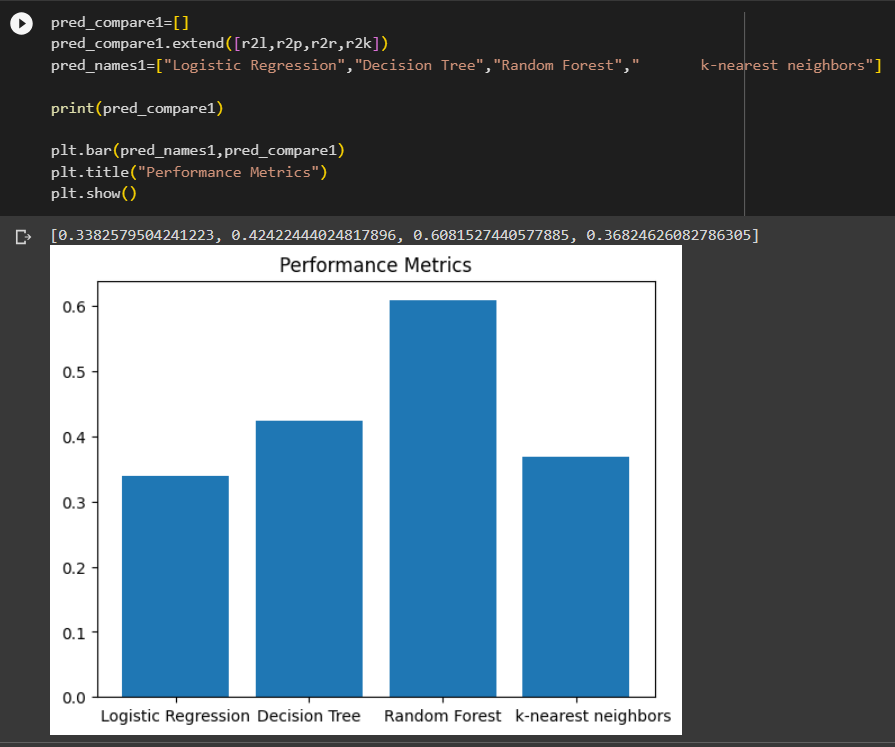 pred_compare1=[]
pred_compare1.extend([r2l,r2p,r2r,r2k])
pred_names1=["Logistic Regression","Decision Tree","Random Forest","       k-nearest neighbors"]
print(pred_compare1)
plt.bar(pred_names1,pred_compare1)
plt.title("Performance Metrics")
plt.show()
[0.3382579504241223, 0.42422444024817896, 0.6081527440577885, 0.36824626082786305]
Performance Metrics
0.6
0.5
0.4
0.3
0.2
0.1
0.0
Logistic Regression Decision Tree Random Forest k-nearest neighbors